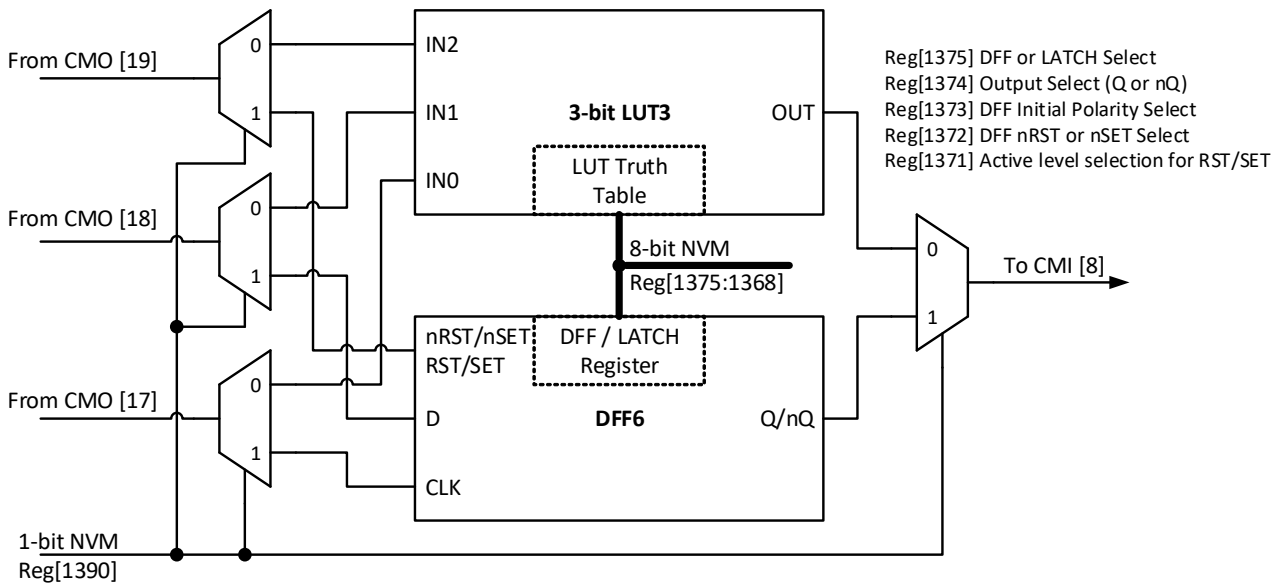 From CMO [19]
0
1
IN2
IN1
IN0
3-bit LUT3
OUT
LUT Truth
Table
Reg[1375] DFF or LATCH Select
Reg[1374] Output Select (Q or nQ)
Reg[1373] DFF Initial Polarity Select
Reg[1372] DFF nRST or nSET Select
Reg[1371] Active level selection for RST/SET
From CMO [18]
0
1
8-bit NVM
Reg[1375:1368]
0
1
To CMI [8]
From CMO [17]
0
1
nRST/nSET
RST/SET
D
CLK
DFF / LATCH
Register
DFF6
Q/nQ
1-bit NVM
Reg[1390]